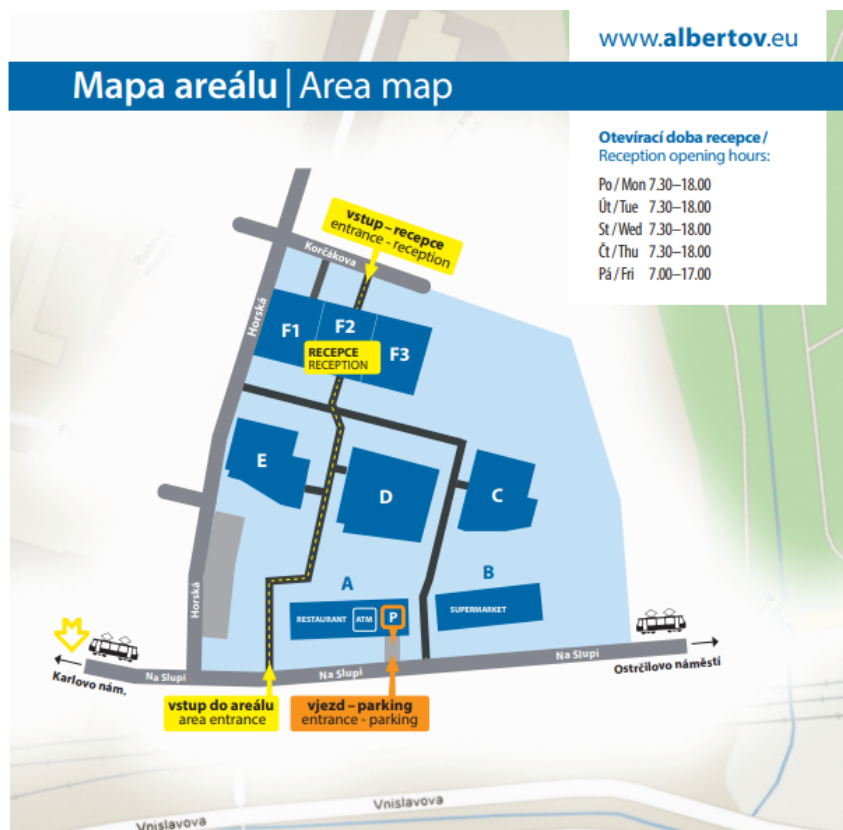 www.albertov.eu
Mapa areálu | Area map
Otevírací doba recepce /
Reception opening hours:
Po / Mon 7.30–18.00
Út / Tue 7.30–18.00
St / Wed 7.30–18.00
Čt / Thu 7.30–18.00
Pá / Fri 7.00–17.00
vstup – recepce
entrance - reception
Korčákova
Horská
F1
F2
F3
RECEPCE
RECEPTION
E
D
C
A
B
RESTAURANT
ATM
P
SUPERMARKET
Horská
Karlovo nám.
Na Slupi
Na Slupi
Na Slupi
Ostrčilovo náměstí
vstup do areálu
area entrance
vjezd – parking
entrance - parking
Vnislavova
Vnislavova